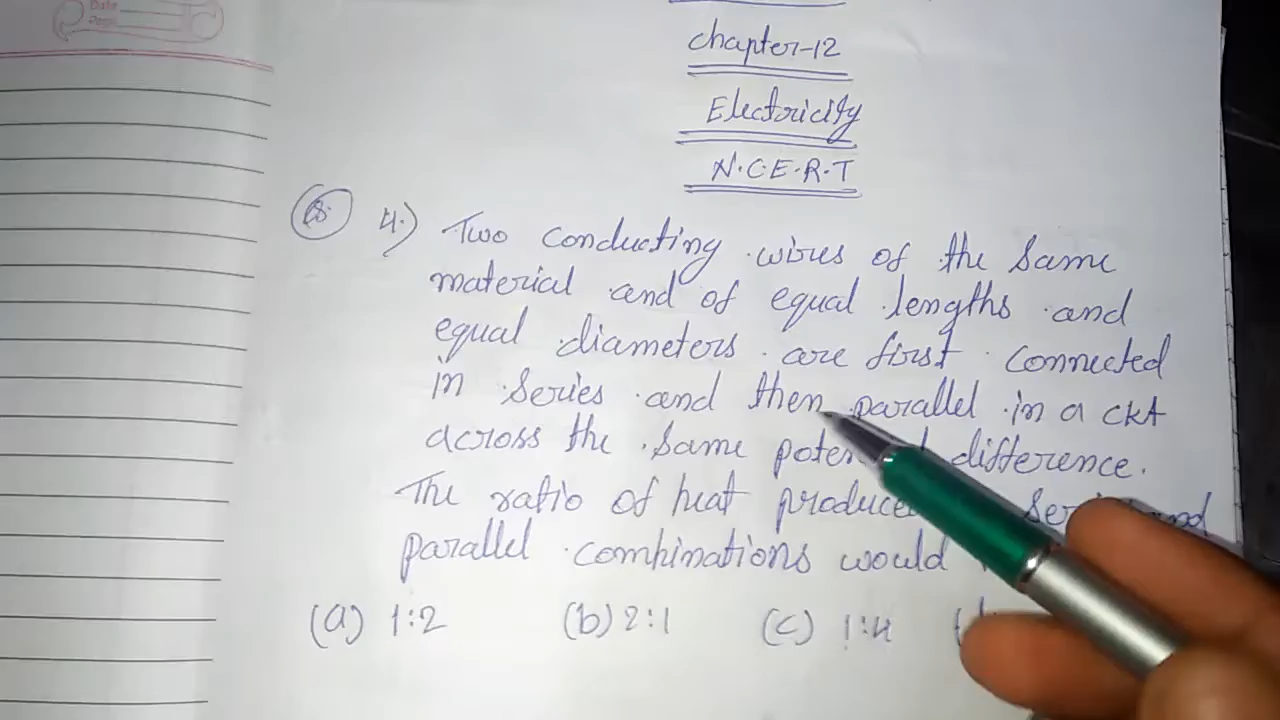 Date
Page
chapter-12
Electricity
N.C.E.R.T
Q. 4.) Two conducting wires of the same
material and of equal lengths and
equal diameters are first connected
in series and then parallel in a ckt
across the same difference.
The ratio of heat
parallel combinations would
(a) 1:2 (b) 2:1 (c) 1:4